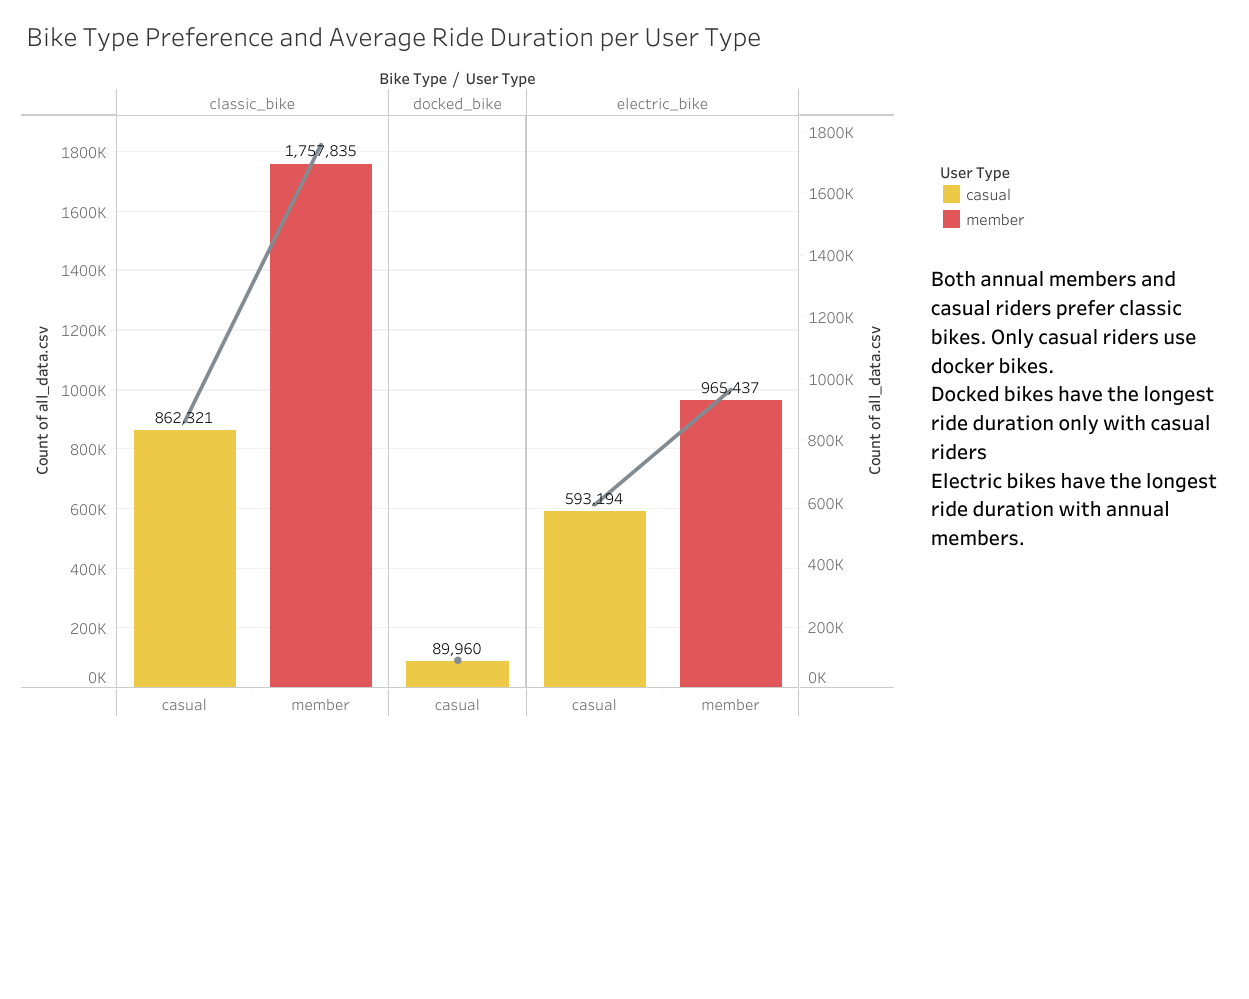 Bike Type Preference and Average Ride Duration per User Type
Bike Type / User Type
classic_bike docked_bike electric_bike
1800K
1600K
1400K
1200K
1000K
800K
600K
400K
200K
0K
Count of all_data.csv
862,321
1,757,835
89,960
593,194
965,437
casual member casual casual member
1800K
1600K
1400K
1200K
1000K
800K
600K
400K
200K
0K
Count of all_data.csv
User Type
casual
member
Both annual members and
casual riders prefer classic
bikes. Only casual riders use
docker bikes.
Docked bikes have the longest
ride duration only with casual
riders
Electric bikes have the longest
ride duration with annual
members.